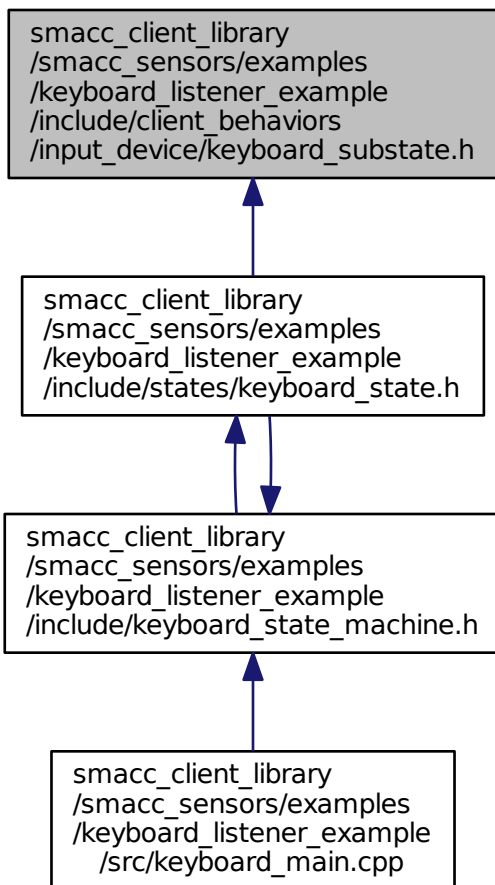 smacc_client_library
/smacc_sensors/examples
/keyboard_listener_example
/include/client_behaviors
/input_device/keyboard_substate.h
smacc_client_library
/smacc_sensors/examples
/keyboard_listener_example
/include/states/keyboard_state.h
smacc_client_library
/smacc_sensors/examples
/keyboard_listener_example
/include/keyboard_state_machine.h
smacc_client_library
/smacc_sensors/examples
/keyboard_listener_example
/src/keyboard_main.cpp